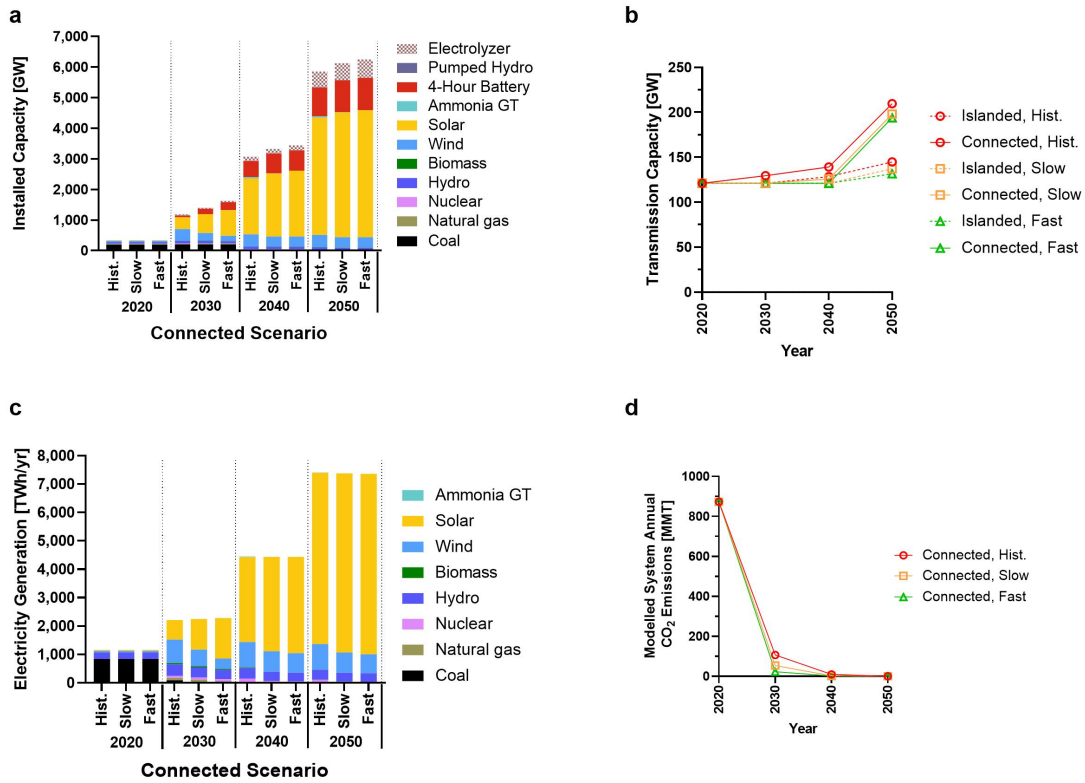 a
Installed Capacity [GW]
7,000
6,000
5,000
4,000
3,000
2,000
1,000
0
Hist.
Slow
Fast
Hist.
Slow
Fast
Hist.
Slow
Fast
Hist.
Slow
Fast
2020
2030
2040
2050
Connected Scenario
Electrolyzer
Pumped Hydro
4-Hour Battery
Ammonia GT
Solar
Wind
Biomass
Hydro
Nuclear
Natural gas
Coal
b
Transmission Capacity [GW]
250
200
150
100
50
0
2020
2030
2040
2050
Year
Islanded, Hist.
Connected, Hist.
Islanded, Slow
Connected, Slow
Islanded, Fast
Connected, Fast
c
Electricity Generation [TWh/yr]
8,000
7,000
6,000
5,000
4,000
3,000
2,000
1,000
0
Hist.
Slow
Fast
Hist.
Slow
Fast
Hist.
Slow
Fast
Hist.
Slow
Fast
2020
2030
2040
2050
Connected Scenario
Ammonia GT
Solar
Wind
Biomass
Hydro
Nuclear
Natural gas
Coal
d
Modelled System Annual
CO₂ Emissions [MMT]
1000
800
600
400
200
0
2020
2030
2040
2050
Year
Connected, Hist.
Connected, Slow
Connected, Fast